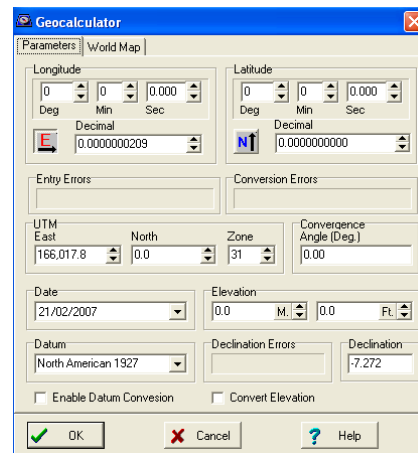 Geocalculator
Parameters World Map
Longitude Latitude
0 0 0.000 0 0 0.000
Deg Min Sec Deg Min Sec
Decimal Decimal
E 0.0000000209 N 0.0000000000
Entry Errors Conversion Errors
UTM Convergence
East North Zone Angle (Deg.)
166,017.8 0.0 31 0.00
Date Elevation
21/02/2007 0.0 M. 0.0 Ft.
Datum Declination Errors Declination
North American 1927 -7.272
Enable Datum Convesion Convert Elevation
OK Cancel ? Help